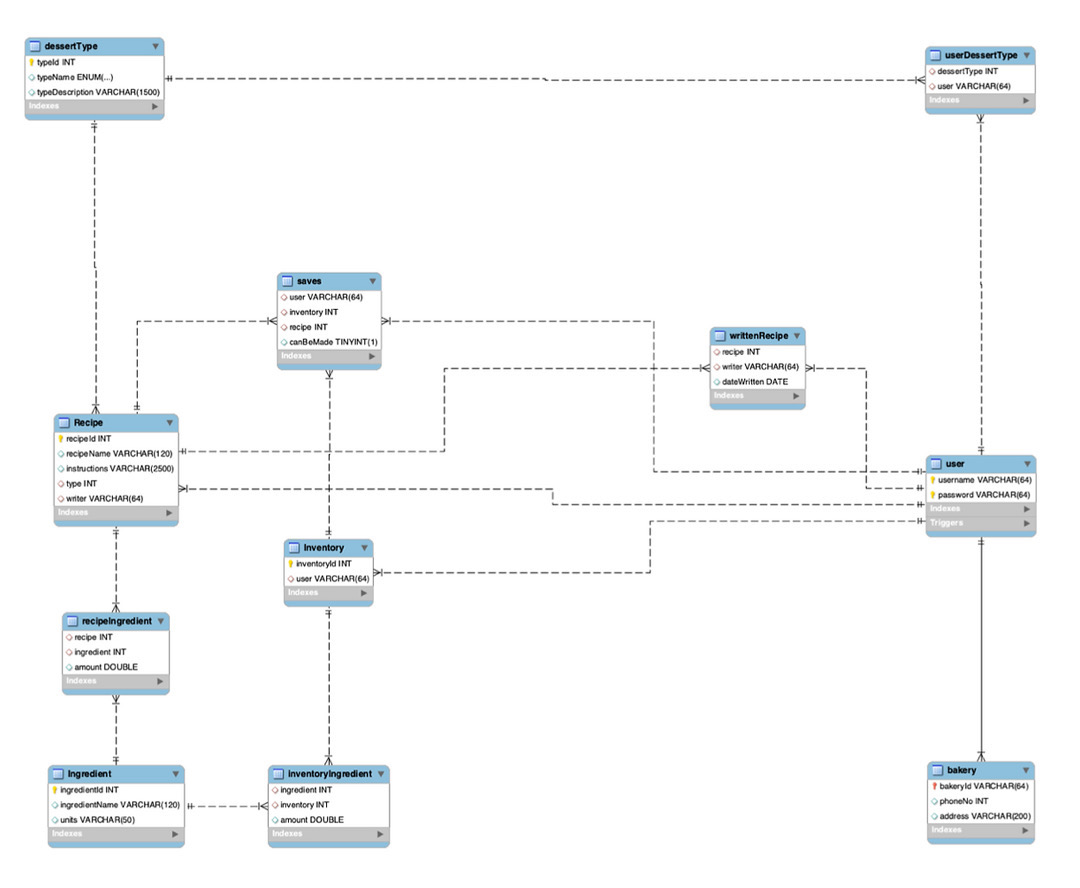 dessertType
typeId INT
typeName ENUM(...)
typeDescription VARCHAR(1500)
Indexes
userDessertType
dessertType INT
user VARCHAR(64)
Indexes
saves
user VARCHAR(64)
inventory INT
recipe INT
canBeMade TINYINT(1)
Indexes
writtenRecipe
recipe INT
writer VARCHAR(64)
dateWritten DATE
Indexes
Recipe
recipeId INT
recipeName VARCHAR(120)
instructions VARCHAR(2500)
type INT
writer VARCHAR(64)
Indexes
user
username VARCHAR(64)
password VARCHAR(64)
Indexes
Triggers
Inventory
inventoryId INT
user VARCHAR(64)
Indexes
recipeIngredient
recipe INT
ingredient INT
amount DOUBLE
Indexes
Ingredient
ingredientId INT
ingredientName VARCHAR(120)
units VARCHAR(50)
Indexes
inventoryIngredient
ingredient INT
inventory INT
amount DOUBLE
Indexes
bakery
bakeryId VARCHAR(64)
phoneNo INT
address VARCHAR(200)
Indexes